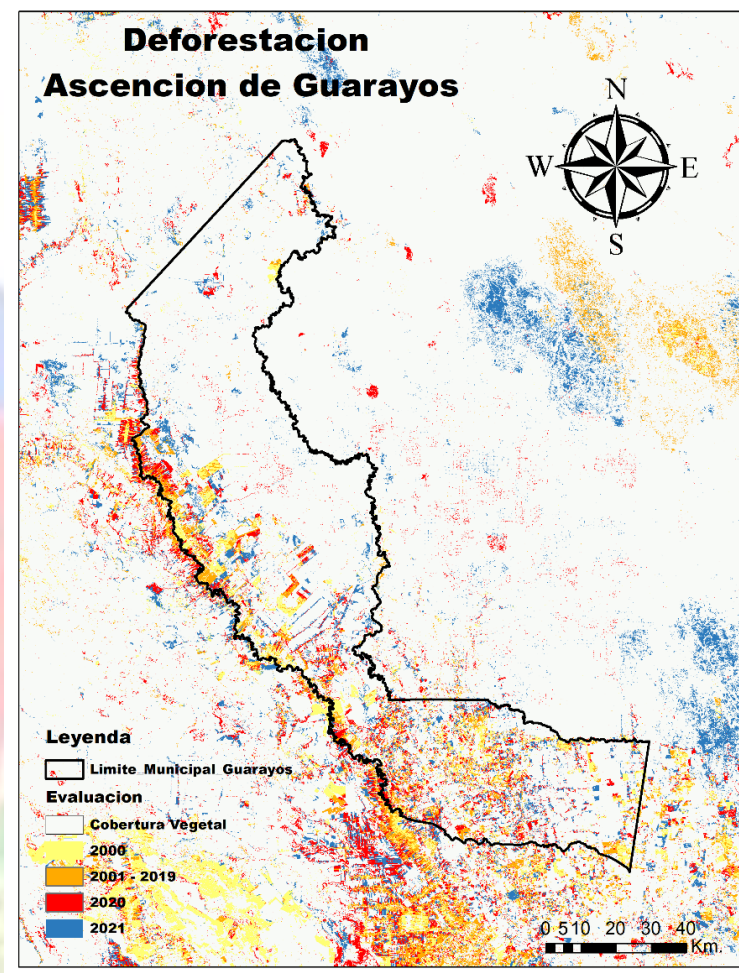 Deforestacion
Ascencion de Guarayos
N
W E
S
Leyenda
Limite Municipal Guarayos
Evaluacion
Cobertura Vegetal
2000
2001 - 2019
2020
2021
0 5 10 20 30 40
Km.